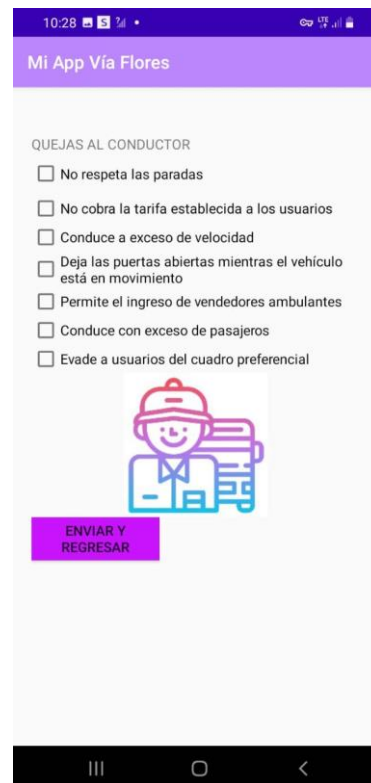 10:28 S
LTE
Mi App Vía Flores
QUEJAS AL CONDUCTOR
No respeta las paradas
No cobra la tarifa establecida a los usuarios
Conduce a exceso de velocidad
Deja las puertas abiertas mientras el vehículo
está en movimiento
Permite el ingreso de vendedores ambulantes
Conduce con exceso de pasajeros
Evade a usuarios del cuadro preferencial
ENVIAR Y
REGRESAR